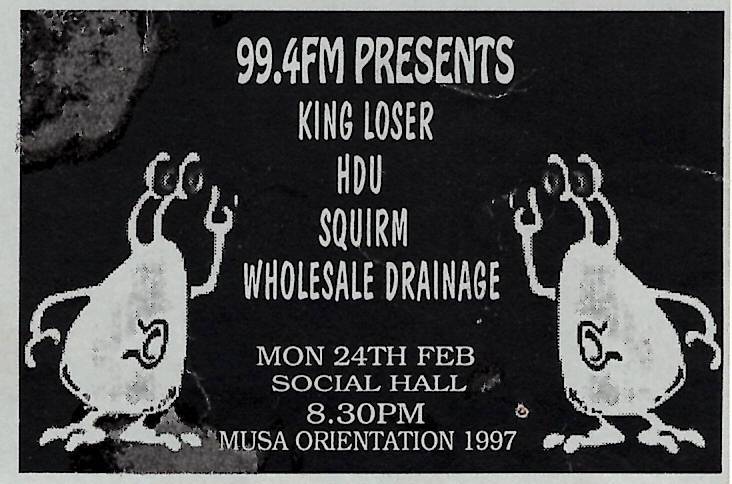 99.4FM PRESENTS
KING LOSER
HDU
SQUIRM
WHOLESALE DRAINAGE
MON 24TH FEB
SOCIAL HALL
8.30PM
MUSA ORIENTATION 1997